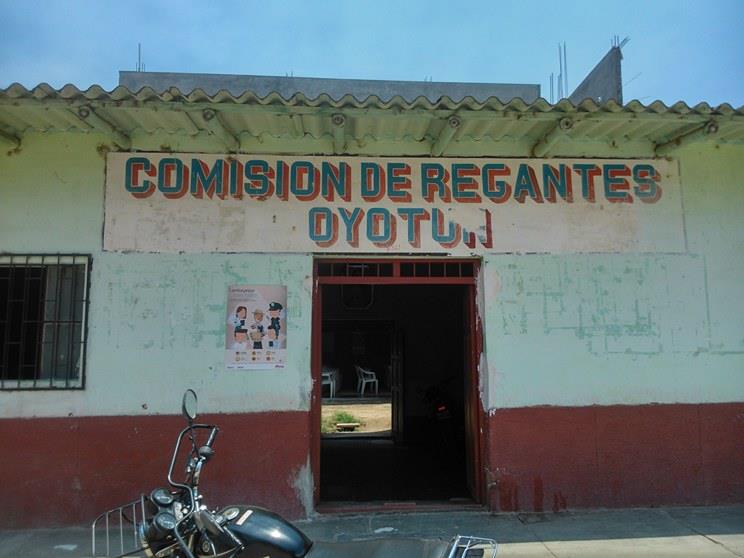 COMISION DE REGANTES
OYOTUN